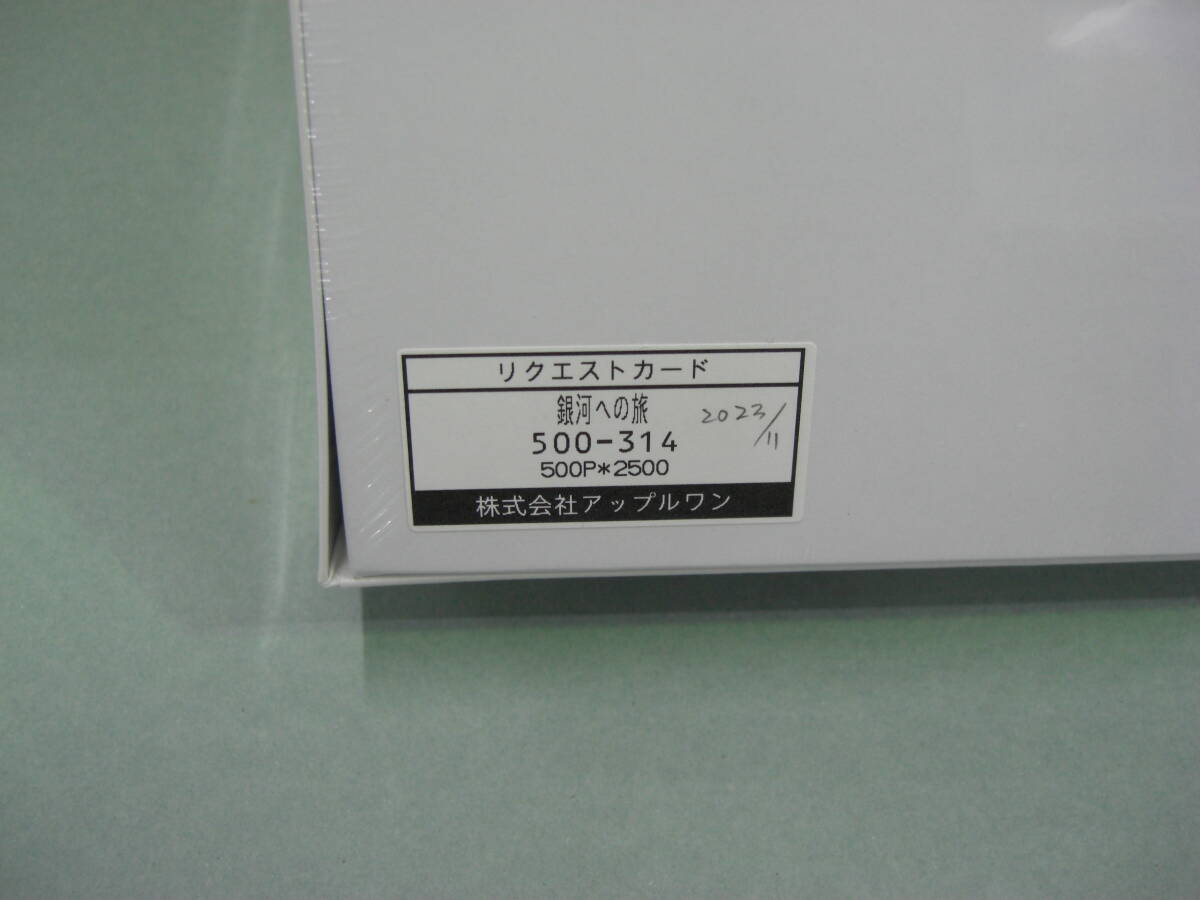 リクエストカード
銀河への旅
2023/11
500-314
500P*2500
株式会社アップルワン